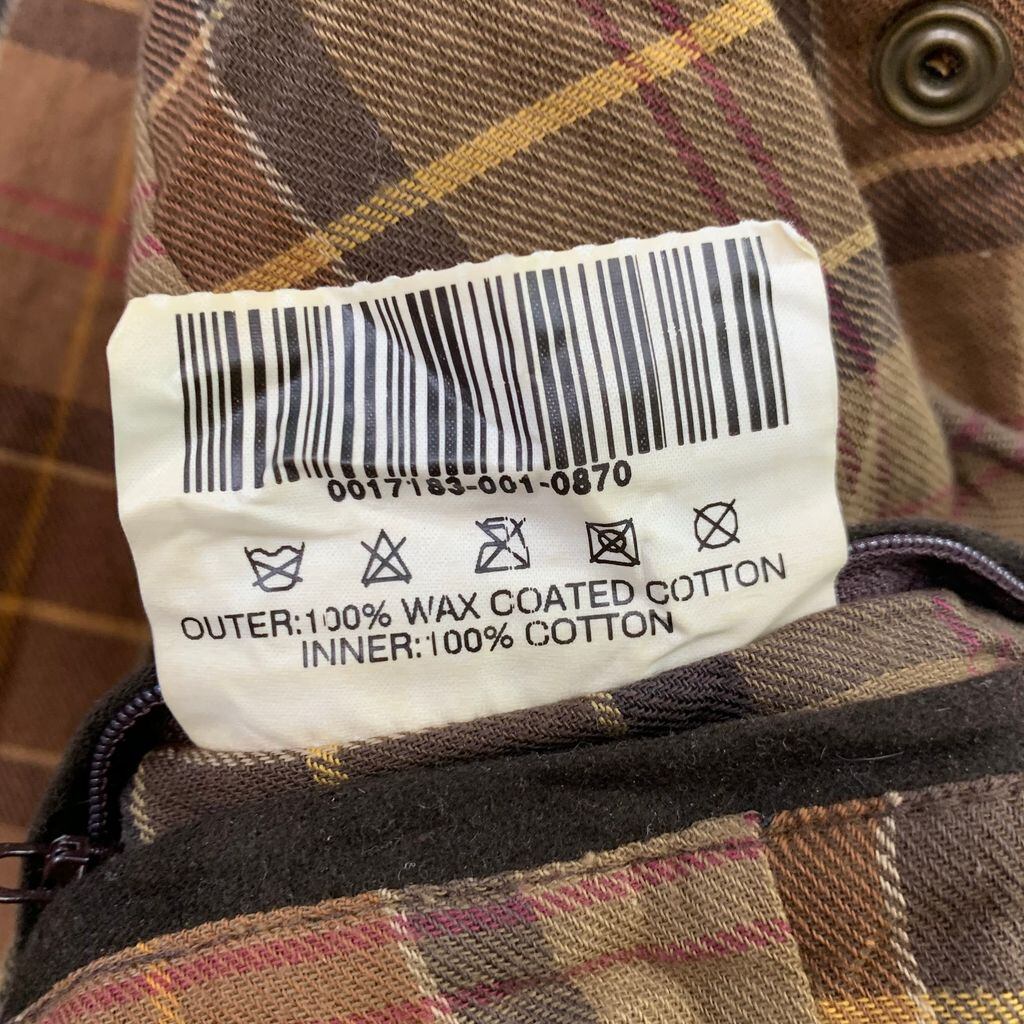 0017183-001-0870
OUTER:100% WAX COATED COTTON
INNER:100% COTTON